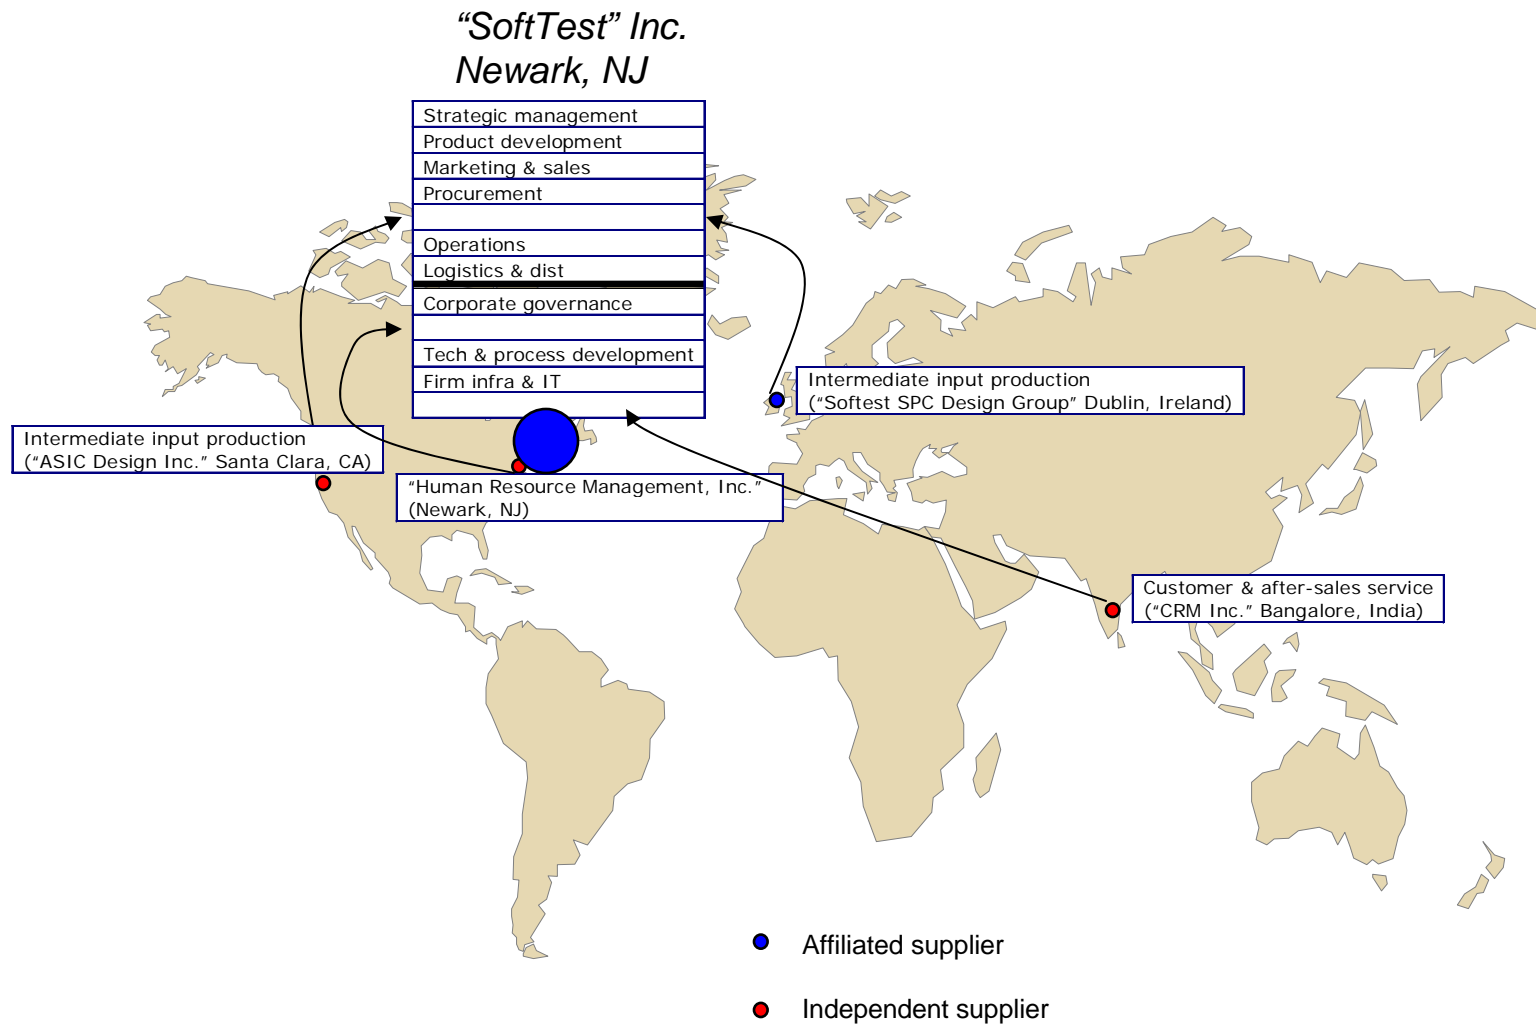 “SoftTest” Inc.
Newark, NJ
Strategic management
Product development
Marketing & sales
Procurement
Operations
Logistics & dist
Corporate governance
Tech & process development
Firm infra & IT
Intermediate input production
(“Softest SPC Design Group” Dublin, Ireland)
Intermediate input production
(“ASIC Design Inc.” Santa Clara, CA)
“Human Resource Management, Inc.”
(Newark, NJ)
Customer & after-sales service
(“CRM Inc.” Bangalore, India)
Affiliated supplier
Independent supplier